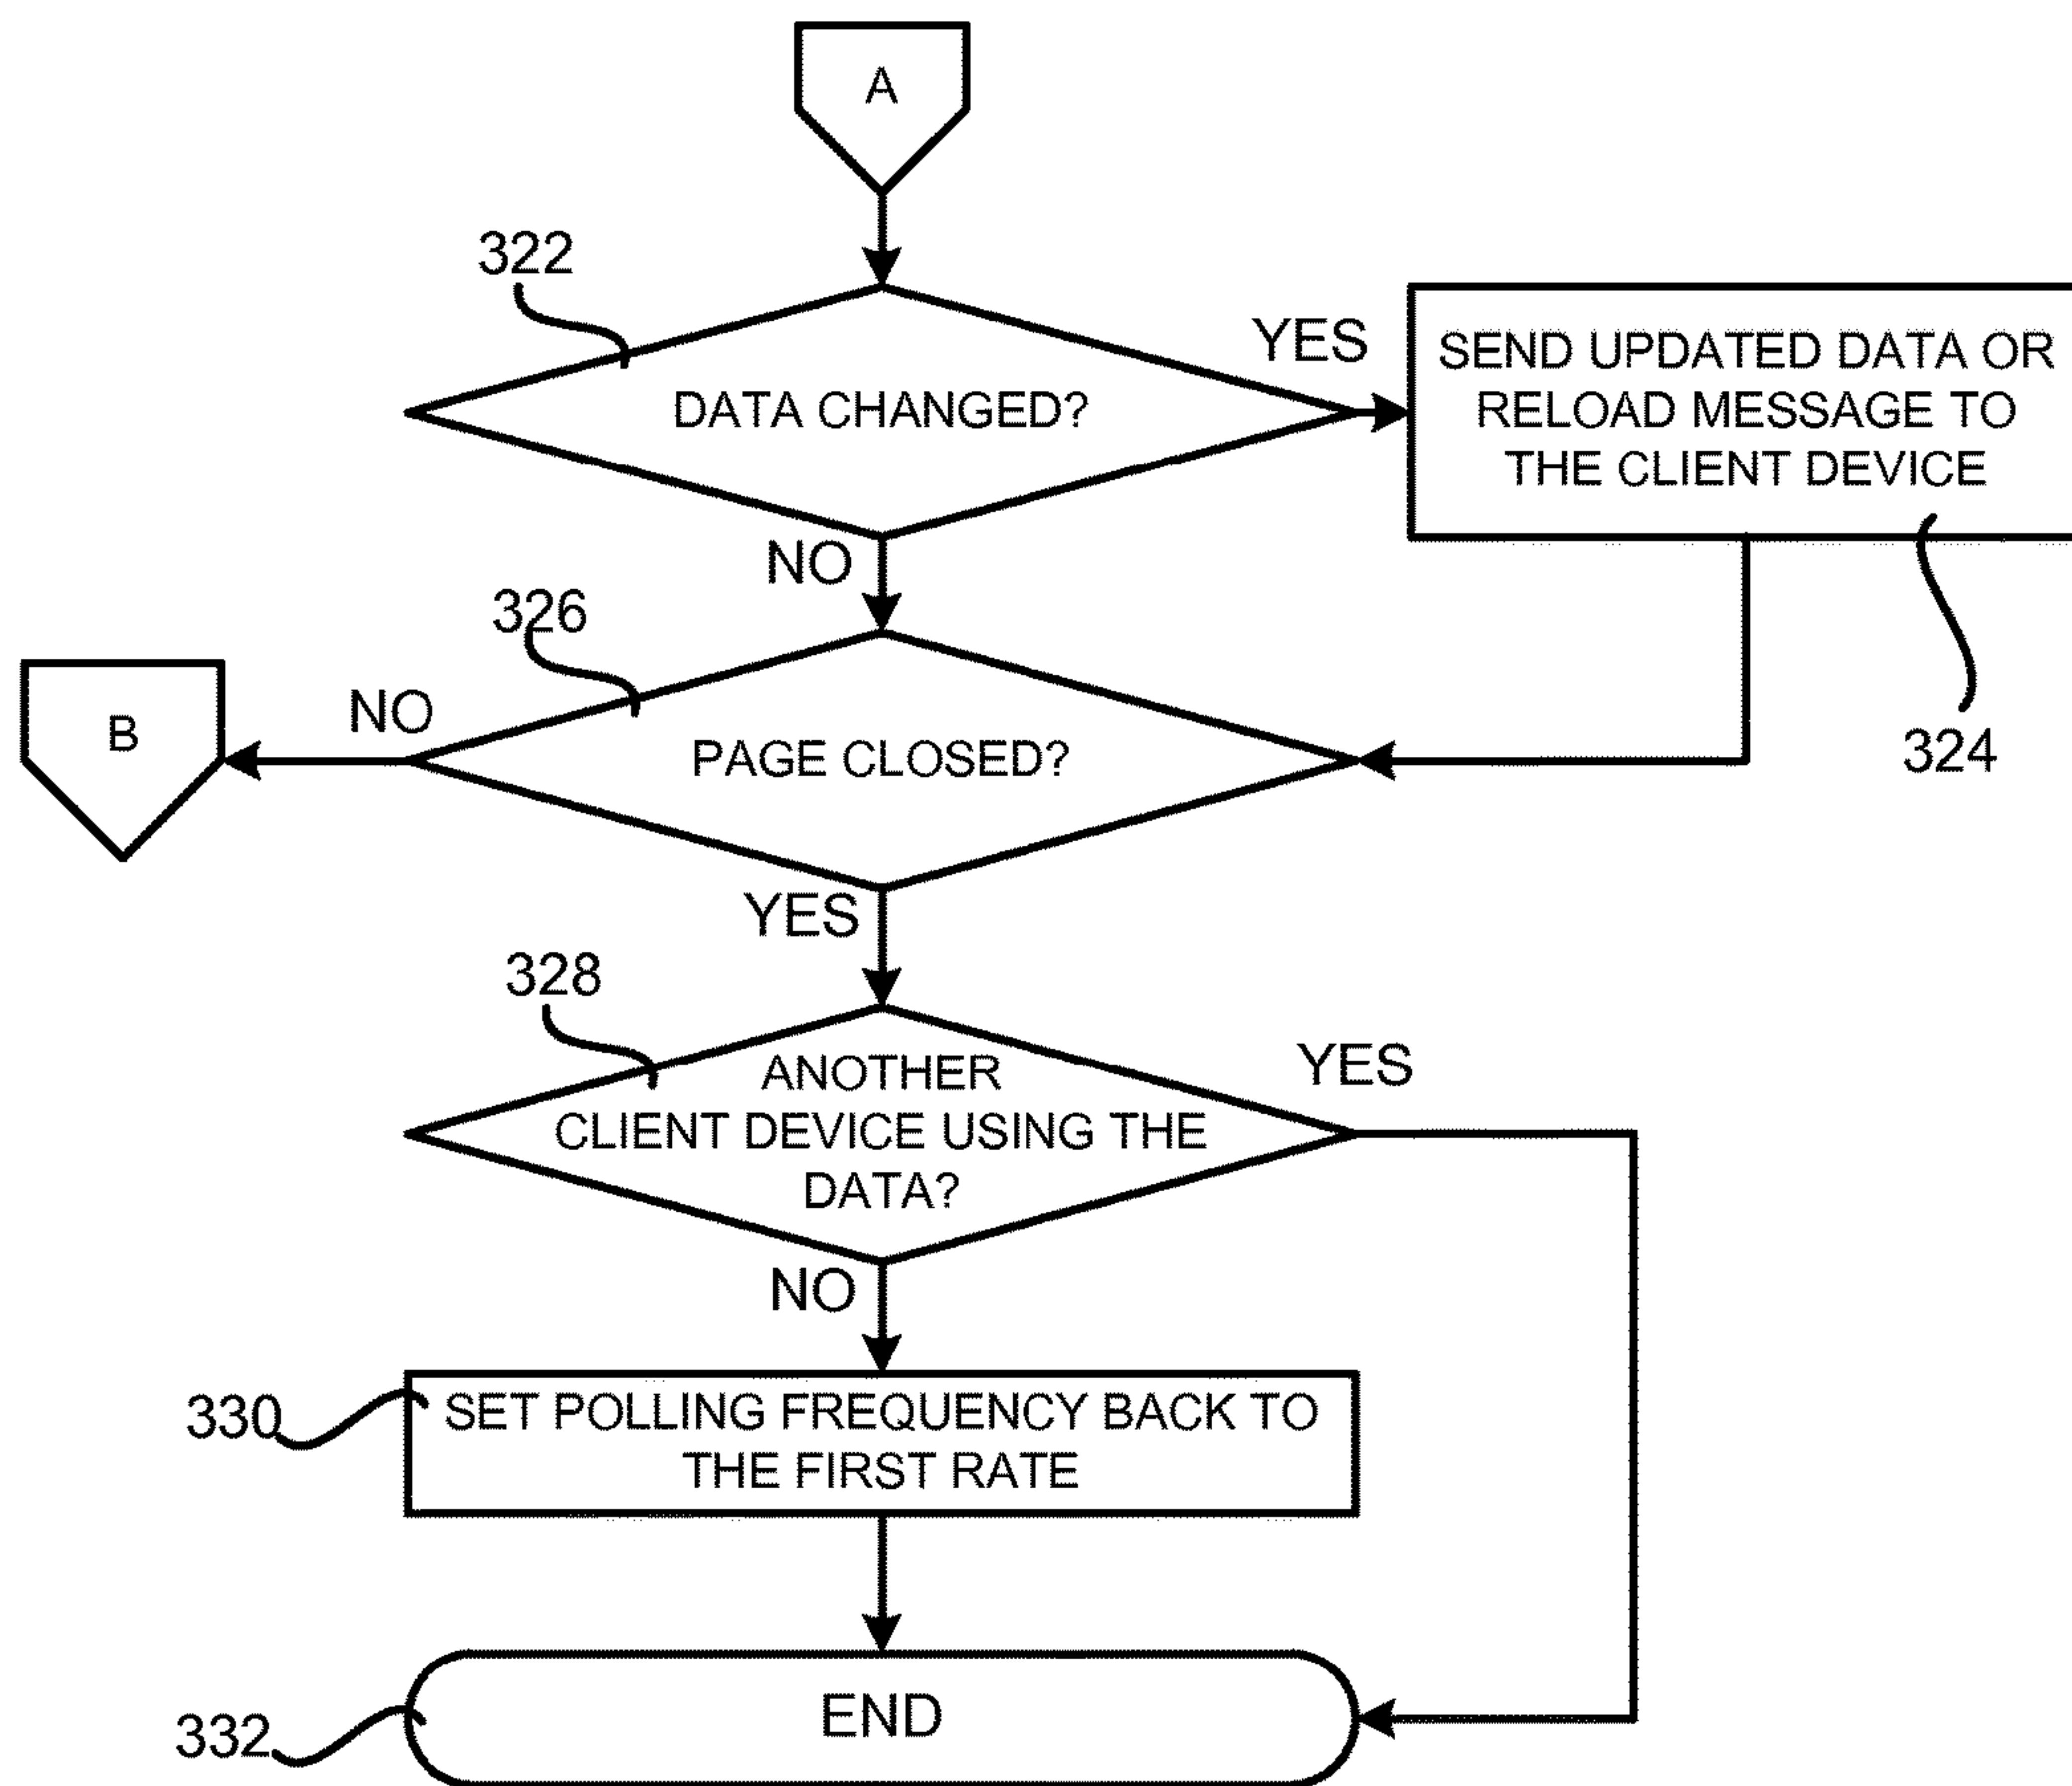 A
322
DATA CHANGED?
YES
SEND UPDATED DATA OR
RELOAD MESSAGE TO
THE CLIENT DEVICE
324
NO
326
PAGE CLOSED?
NO
B
YES
328
ANOTHER
CLIENT DEVICE USING THE
DATA?
YES
NO
330
SET POLLING FREQUENCY BACK TO
THE FIRST RATE
332
END